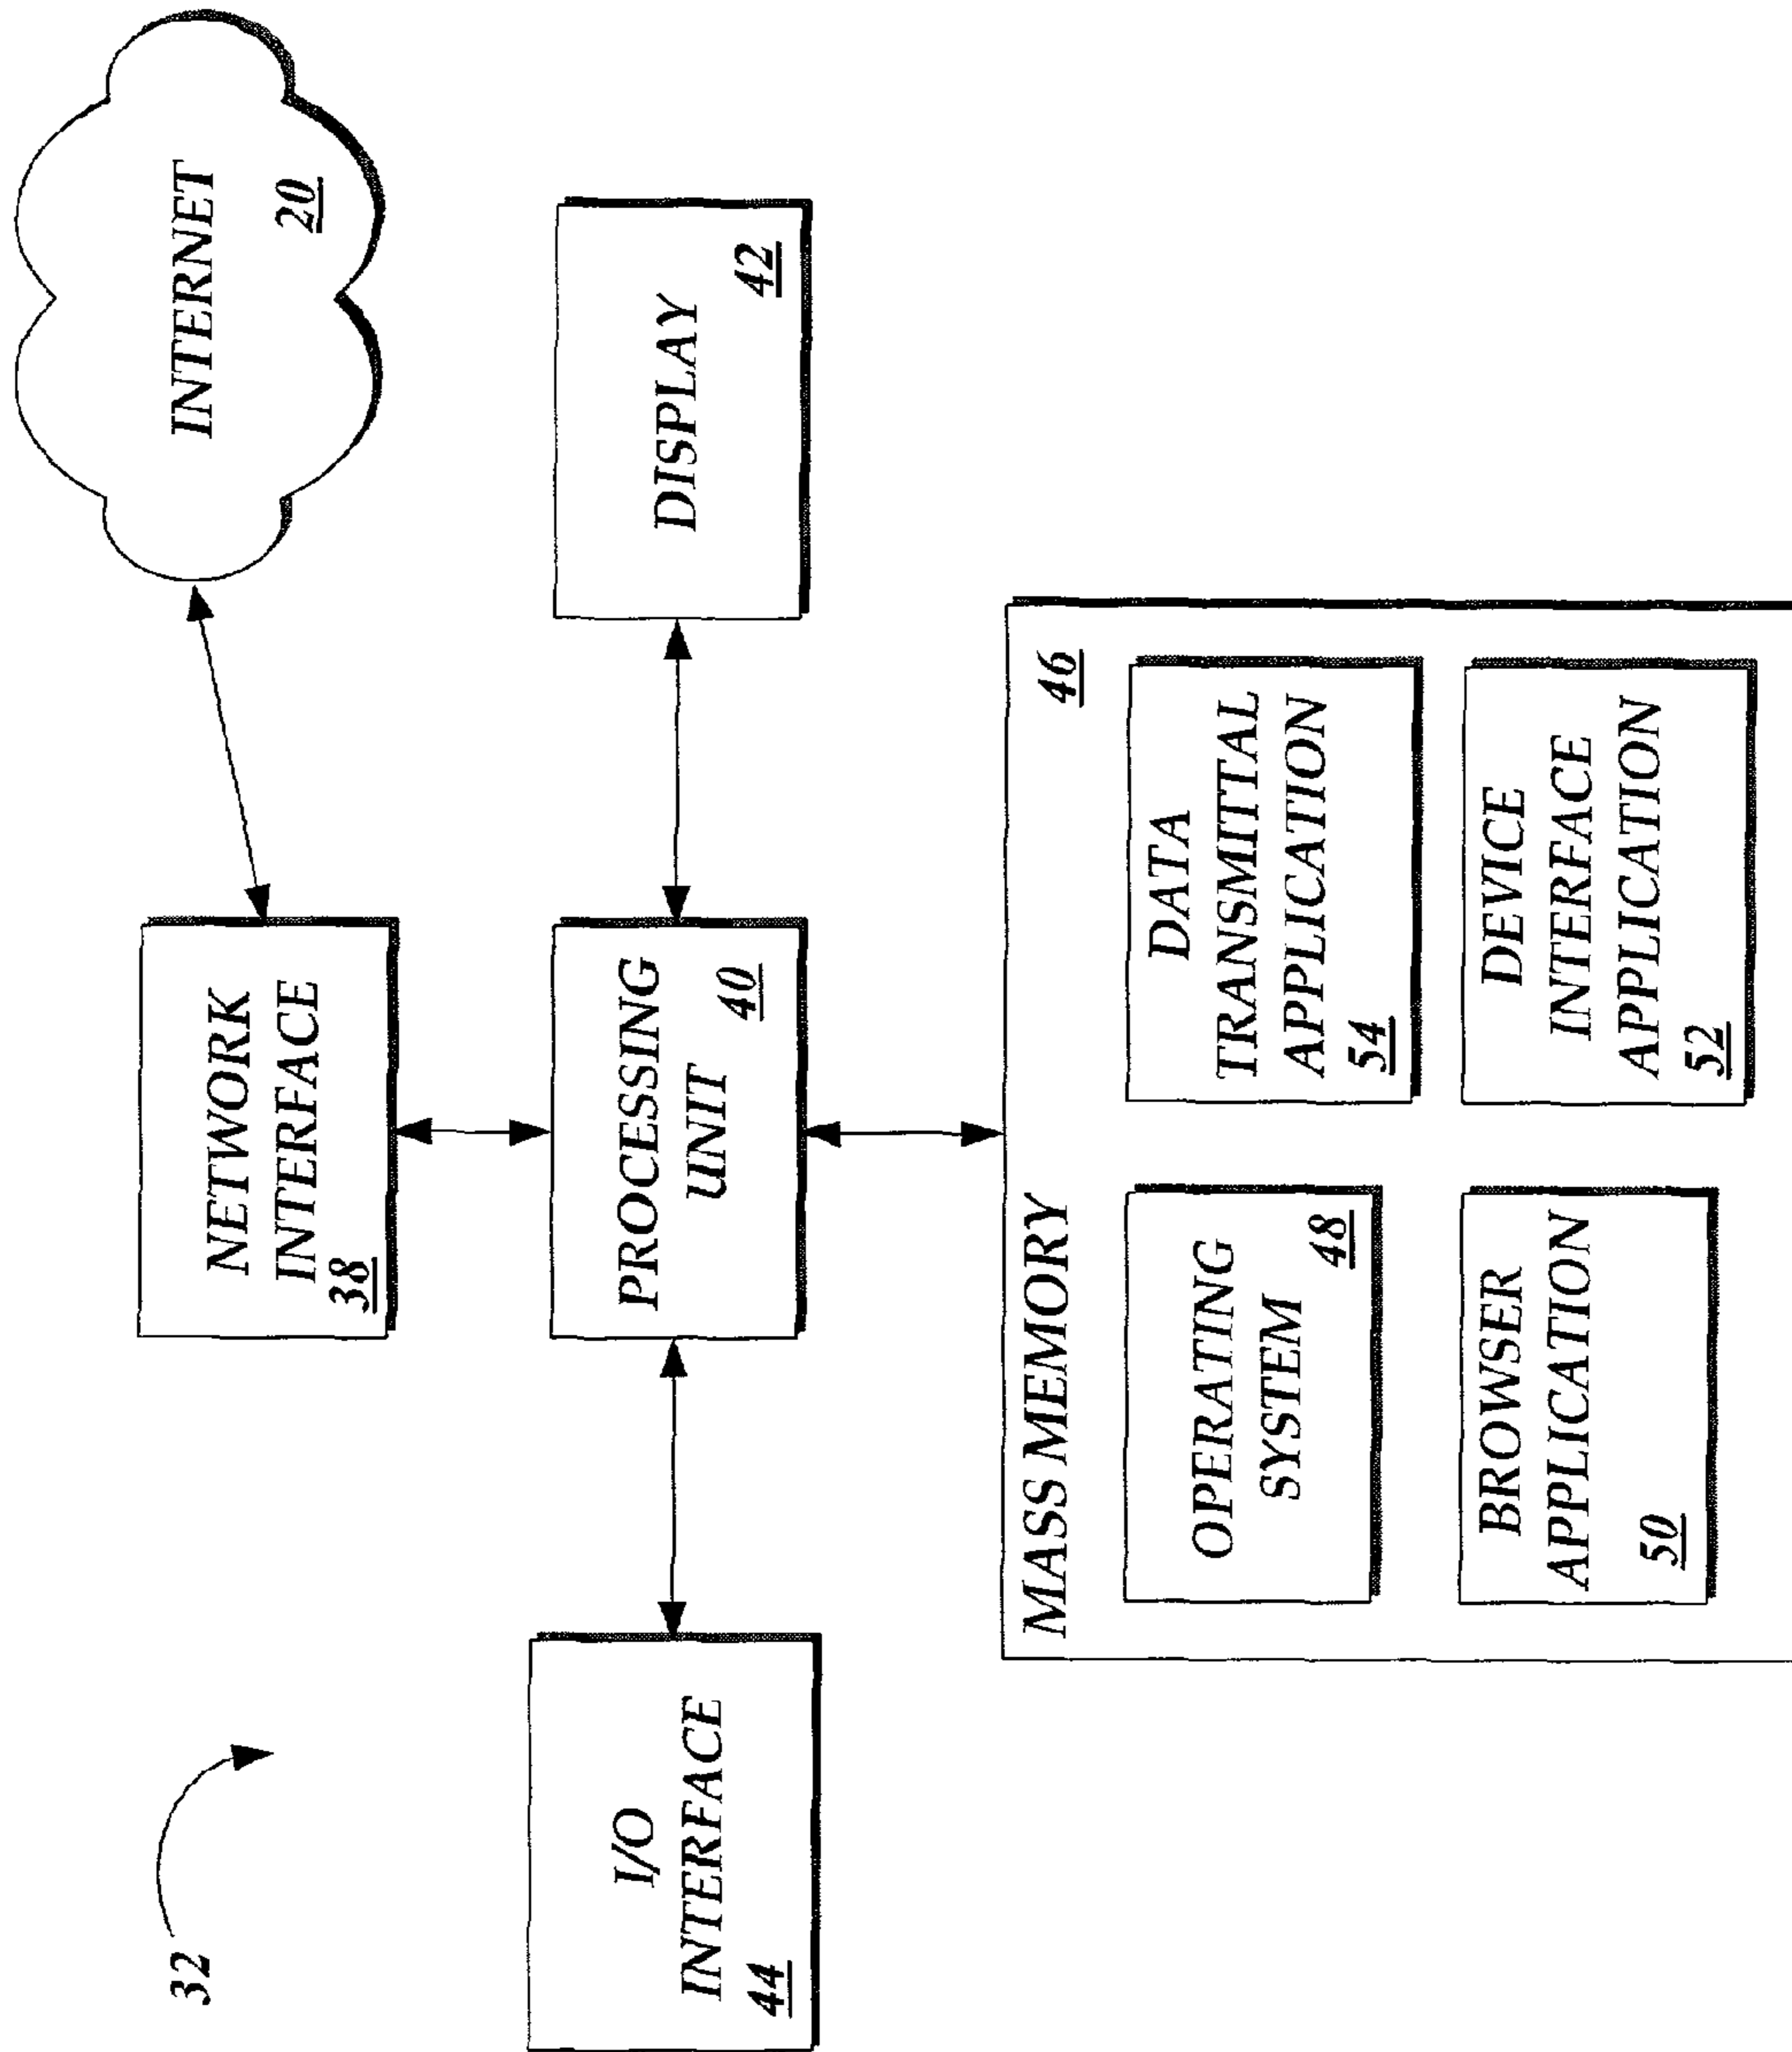 32
INTERNET
20
NETWORK
INTERFACE
38
I/O
INTERFACE
44
PROCESSING
UNIT
40
DISPLAY
42
MASS MEMORY
46
OPERATING
SYSTEM
48
DATA
TRANSMITTAL
APPLICATION
54
BROWSER
APPLICATION
50
DEVICE
INTERFACE
APPLICATION
52